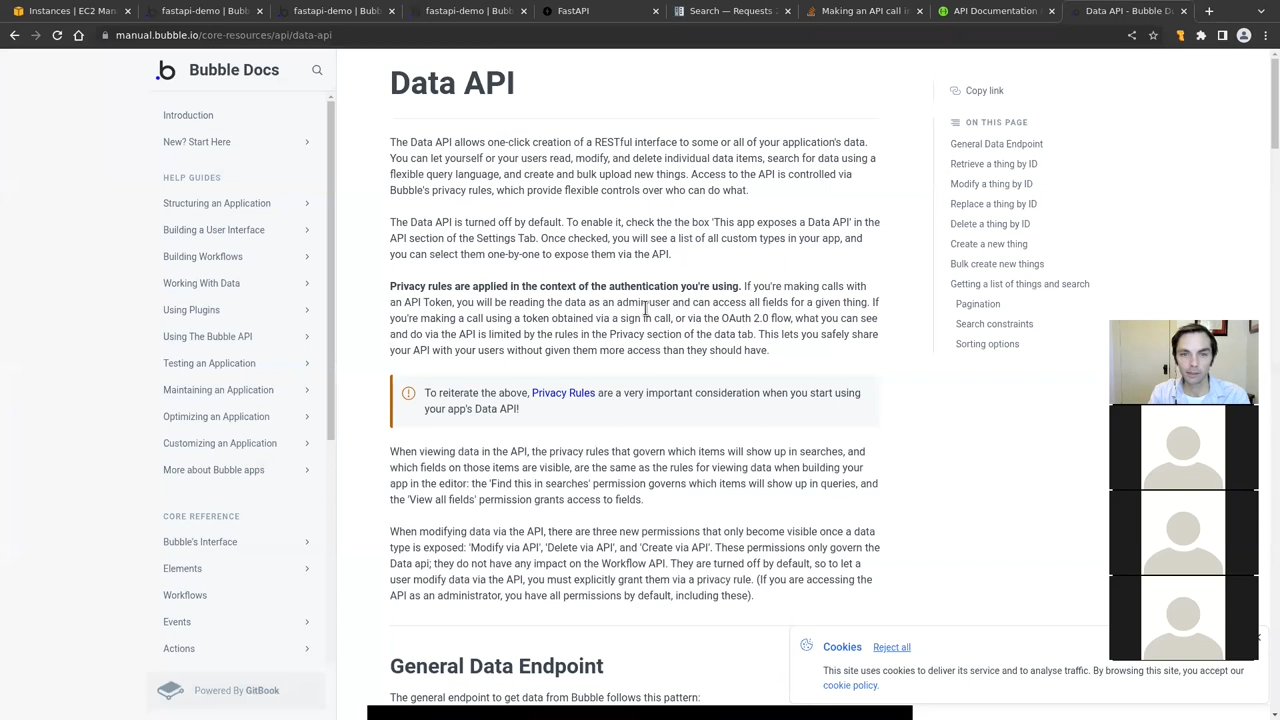 Instances | EC2 Managem
fastapi-demo | Bubb
fastapi-demo | Bubb
fastapi-demo | Bubb
FastAPI
Search — Requests
Making an API call in
API Documentation
Data API - Bubble Do
manual.bubble.io/core-resources/api/data-api
Bubble Docs
Introduction
New? Start Here
HELP GUIDES
Structuring an Application
Building a User Interface
Building Workflows
Working With Data
Using Plugins
Using The Bubble API
Testing an Application
Maintaining an Application
Optimizing an Application
Customizing an Application
More about Bubble apps
CORE REFERENCE
Bubble's Interface
Elements
Workflows
Events
Actions
Powered By GitBook
Data API
The Data API allows one-click creation of a RESTful interface to some or all of your application's data.
You can let yourself or your users read, modify, and delete individual data items, search for data using a
flexible query language, and create and bulk upload new things. Access to the API is controlled via
Bubble's privacy rules, which provide flexible controls over who can do what.
The Data API is turned off by default. To enable it, check the the box 'This app exposes a Data API' in the
API section of the Settings Tab. Once checked, you will see a list of all custom types in your app, and
you can select them one-by-one to expose them via the API.
Privacy rules are applied in the context of the authentication you're using. If you're making calls with
an API Token, you will be reading the data as an admin user and can access all fields for a given thing. If
you're making a call using a token obtained via a sign in call, or via the OAuth 2.0 flow, what you can see
and do via the API is limited by the rules in the Privacy section of the data tab. This lets you safely share
your API with your users without given them more access than they should have.
To reiterate the above, Privacy Rules are a very important consideration when you start using
your app's Data API!
When viewing data in the API, the privacy rules that govern which items will show up in searches, and
which fields on those items are visible, are the same as the rules for viewing data when building your
app in the editor: the 'Find this in searches' permission governs which items will show up in queries, and
the 'View all fields' permission grants access to fields.
When modifying data via the API, there are three new permissions that only become visible once a data
type is exposed: 'Modify via API', 'Delete via API', and 'Create via API'. These permissions only govern the
Data api; they do not have any impact on the Workflow API. They are turned off by default, so to let a
user modify data via the API, you must explicitly grant them via a privacy rule. (If you are accessing the
API as an administrator, you have all permissions by default, including these).
General Data Endpoint
The general endpoint to get data from Bubble follows this pattern:
Copy link
ON THIS PAGE
General Data Endpoint
Retrieve a thing by ID
Modify a thing by ID
Replace a thing by ID
Delete a thing by ID
Create a new thing
Bulk create new things
Getting a list of things and search
Pagination
Search constraints
Sorting options
Cookies Reject all
This site uses cookies to deliver its service and to analyse traffic. By browsing this site, you accept our
cookie policy.